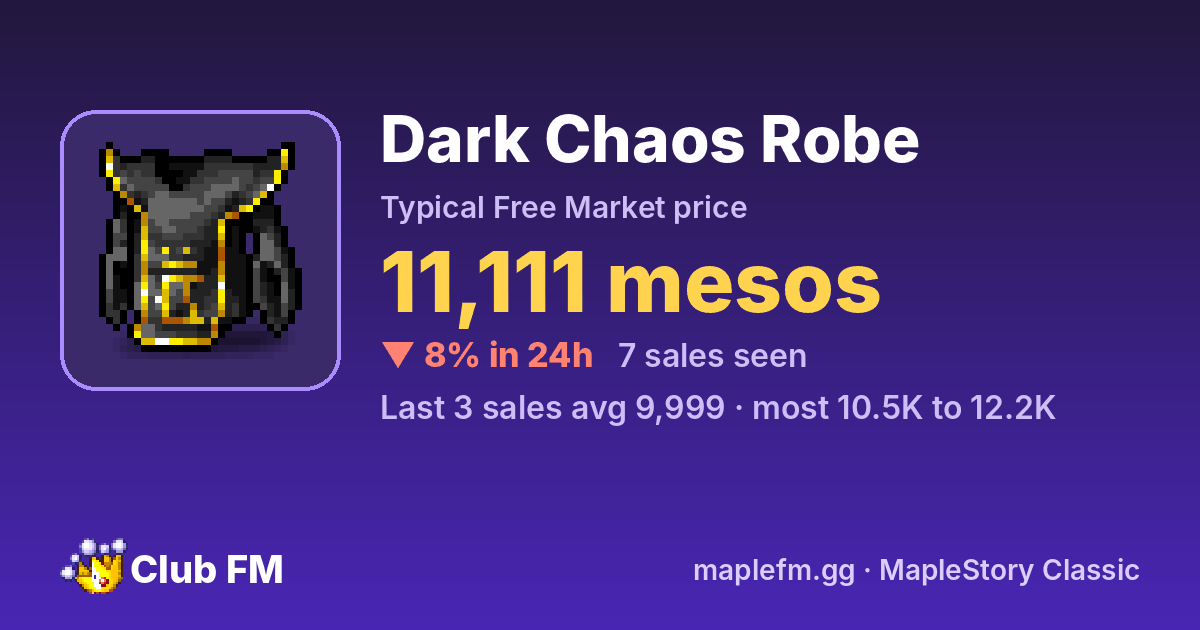 Dark Chaos Robe
Typical Free Market price
11,111 mesos
▼ 8% in 24h 7 sales seen
Last 3 sales avg 9,999 · most 10.5K to 12.2K
Club FM
maplefm.gg · MapleStory Classic